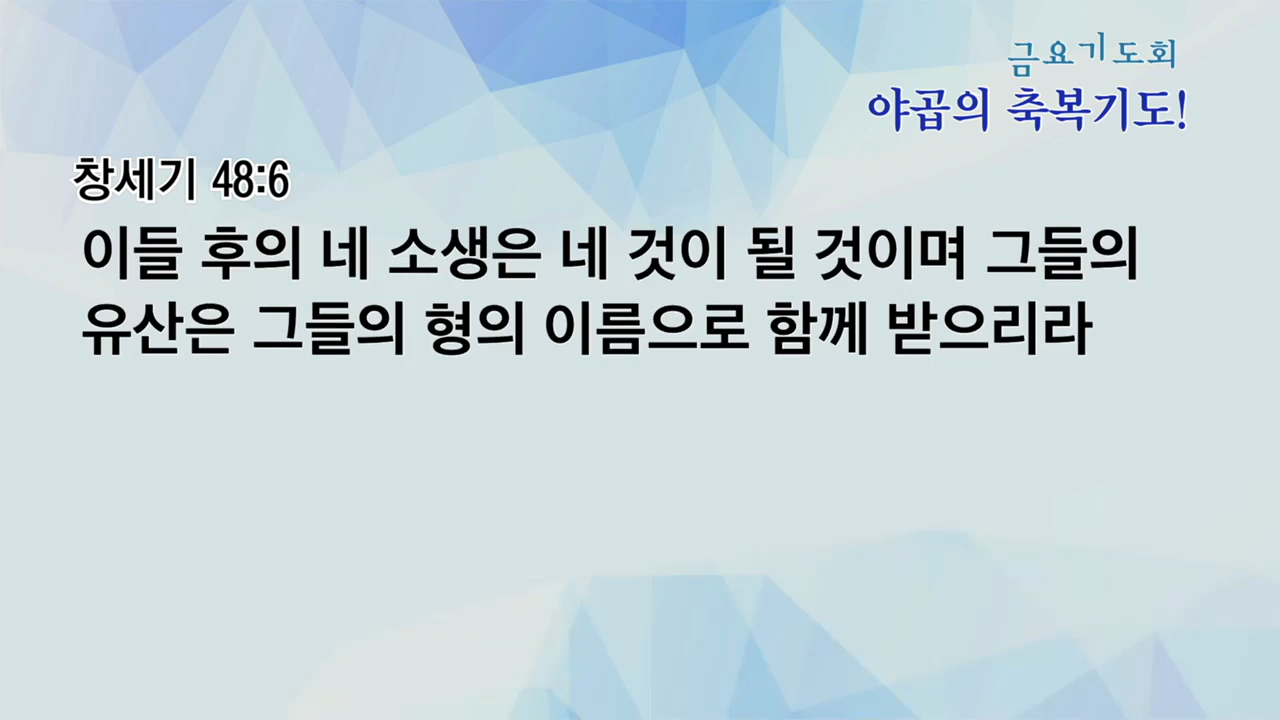 금요기도회
야곱의 축복기도!
창세기 48:6
이들 후의 네 소생은 네 것이 될 것이며 그들의
유산은 그들의 형의 이름으로 함께 받으리라